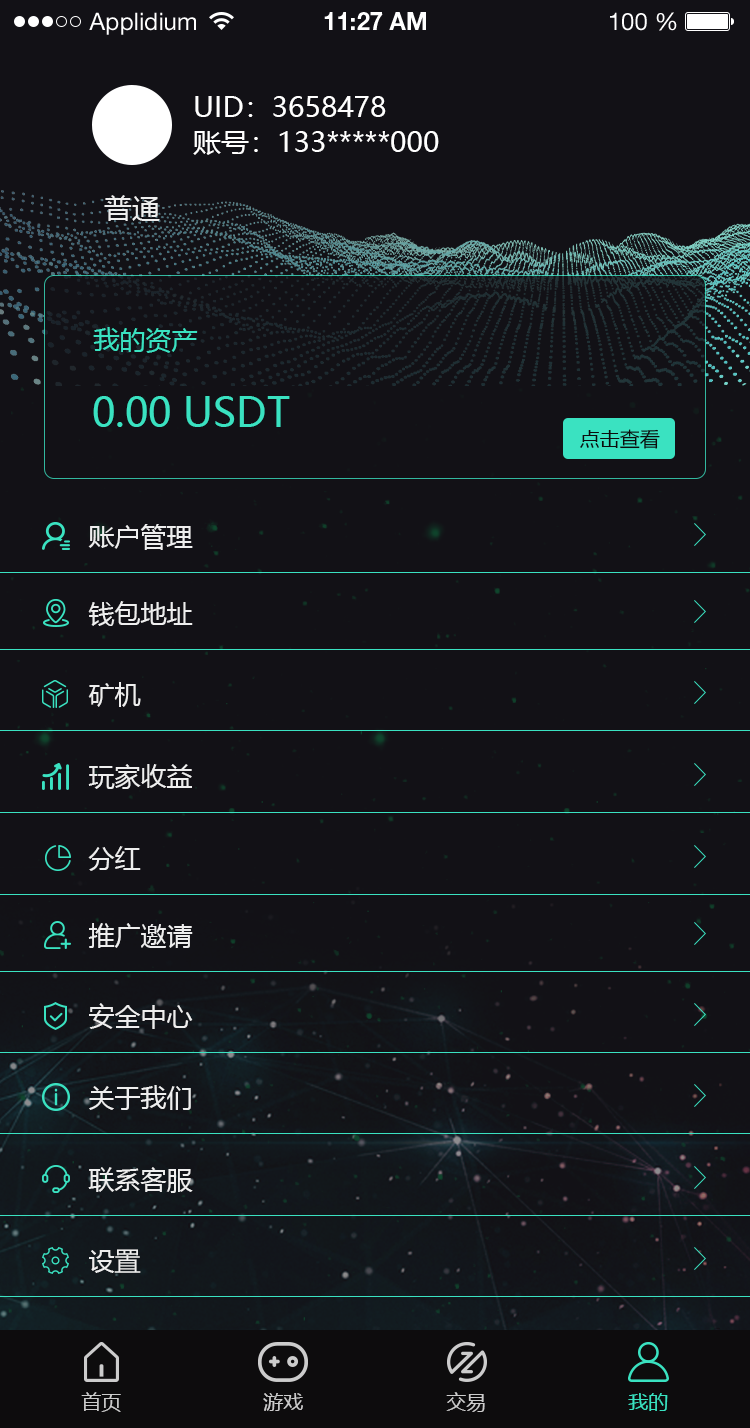 Applidium 11:27 AM 100 %
UID：3658478
账号：133*****000
普通
我的资产
0.00 USDT
点击查看
账户管理
钱包地址
矿机
玩家收益
分红
推广邀请
安全中心
关于我们
联系客服
设置
首页 游戏 交易 我的